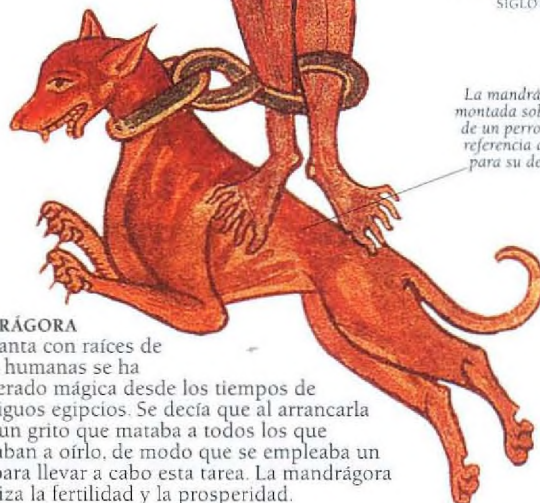 SIGLO
La mandrá
montada sol
de un perro
referencia a
para su de
RÁGORA
anta con raíces de
humanas se ha
erado mágica desde los tiempos de
iguos egipcios. Se decía que al arrancarla
un grito que mataba a todos los que
aban a oírlo, de modo que se empleaba un
para llevar a cabo esta tarea. La mandrágora
iza la fertilidad y la prosperidad.